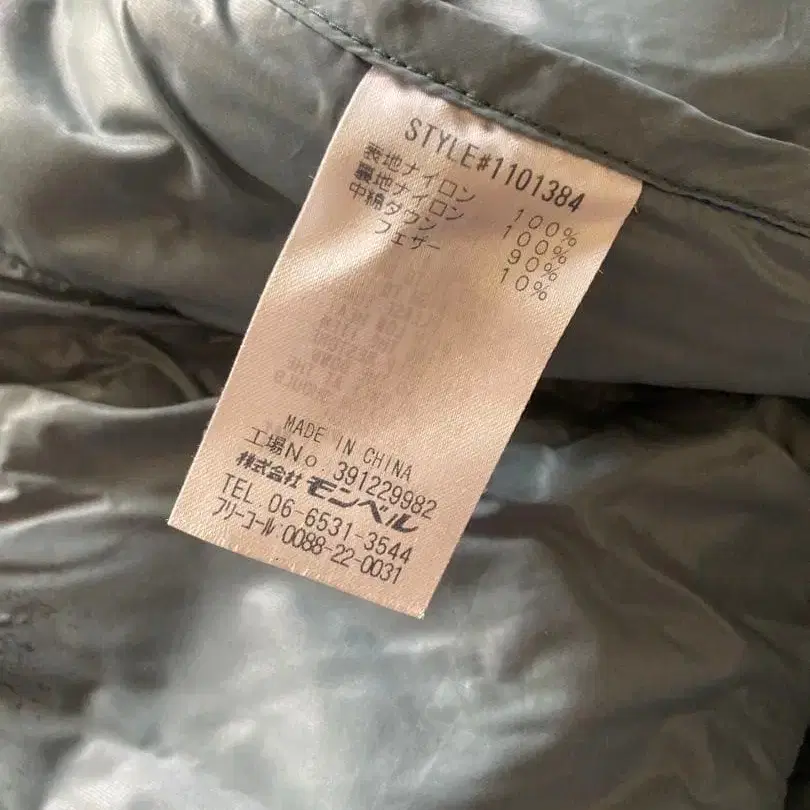 STYLE#1101384
表地ナイロン 100%
裏地ナイロン 100%
中綿ダウン 90%
フェザー 10%
MADE IN CHINA
工場No. 391229982
株式会社モンベル
TEL 06-6531-3544
フリーコール 0088-22-0031